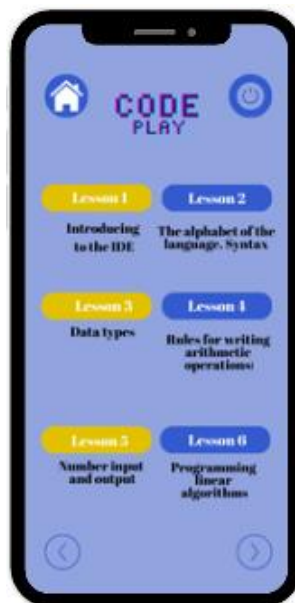 CODE
PLAY
Lesson 1
Lesson 2
Introducing
to the IDE
The alphabet of the
language. Syntax
Lesson 3
Lesson 4
Data types
Rules for writing
arithmetic
operations:
Lesson 5
Lesson 6
Number input
and output
Programming
linear
algorithms